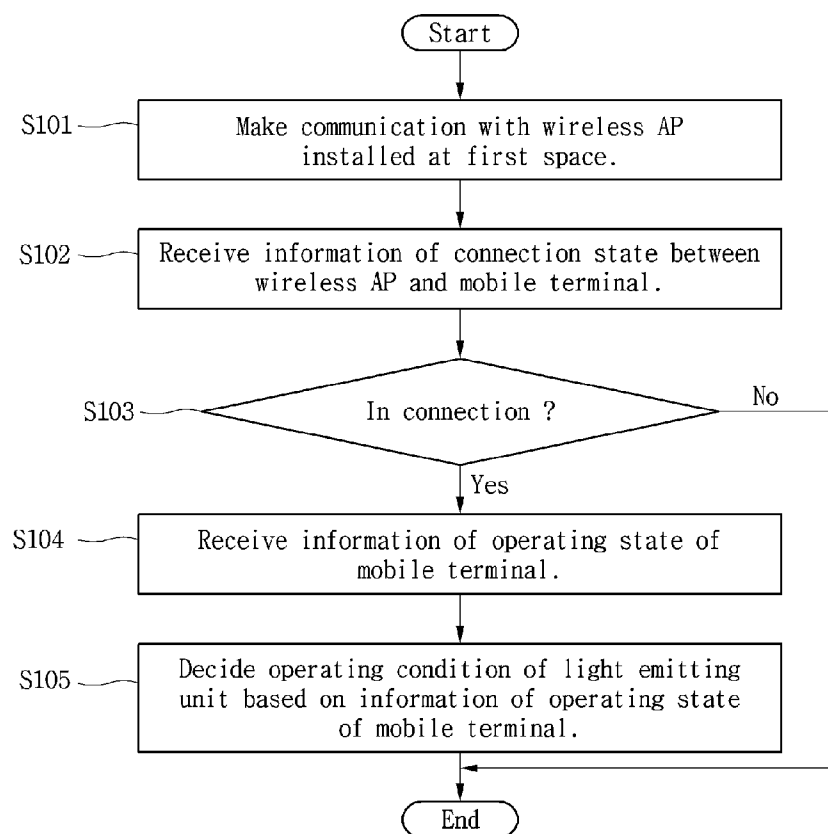 Start
S101
Make communication with wireless AP
installed at first space.
S102
Receive information of connection state between
wireless AP and mobile terminal.
S103
In connection ?
No
Yes
S104
Receive information of operating state of
mobile terminal.
S105
Decide operating condition of light emitting
unit based on information of operating state
of mobile terminal.
End